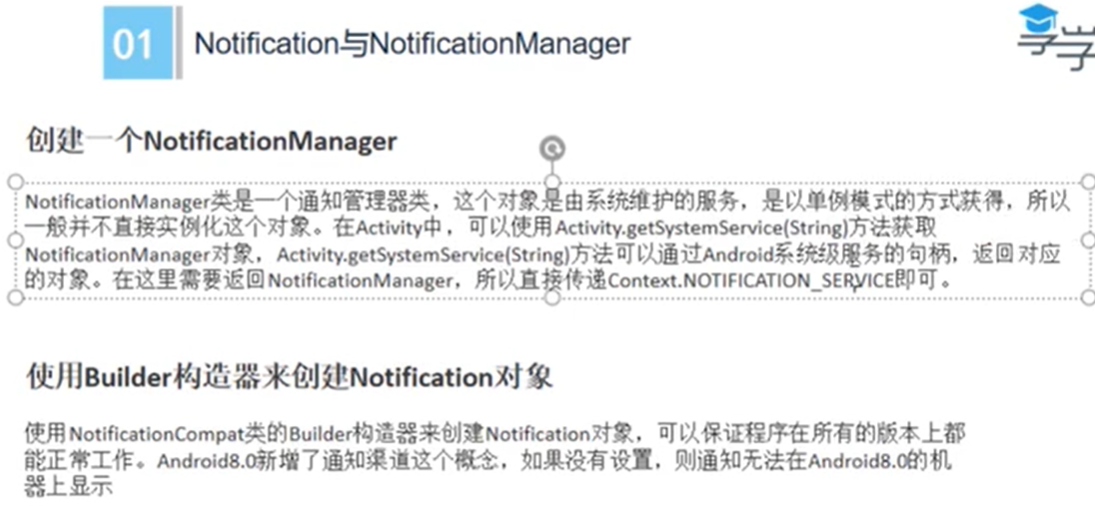 01
Notification与NotificationManager
学学
创建一个NotificationManager
NotificationManager类是一个通知管理器类，这个对象是由系统维护的服务，是以单例模式的方式获得，所以
一般并不直接实例化这个对象。在Activity中，可以使用Activity.getSystemService(String)方法获取
NotificationManager对象，Activity.getSystemService(String)方法可以通过Android系统级服务的句柄，返回对应
的对象。在这里需要返回NotificationManager，所以直接传递Context.NOTIFICATION_SERVICE即可。
使用Builder构造器来创建Notification对象
使用NotificationCompat类的Builder构造器来创建Notification对象，可以保证程序在所有的版本上都
能正常工作。Android8.0新增了通知渠道这个概念，如果没有设置，则通知无法在Android8.0的机
器上显示